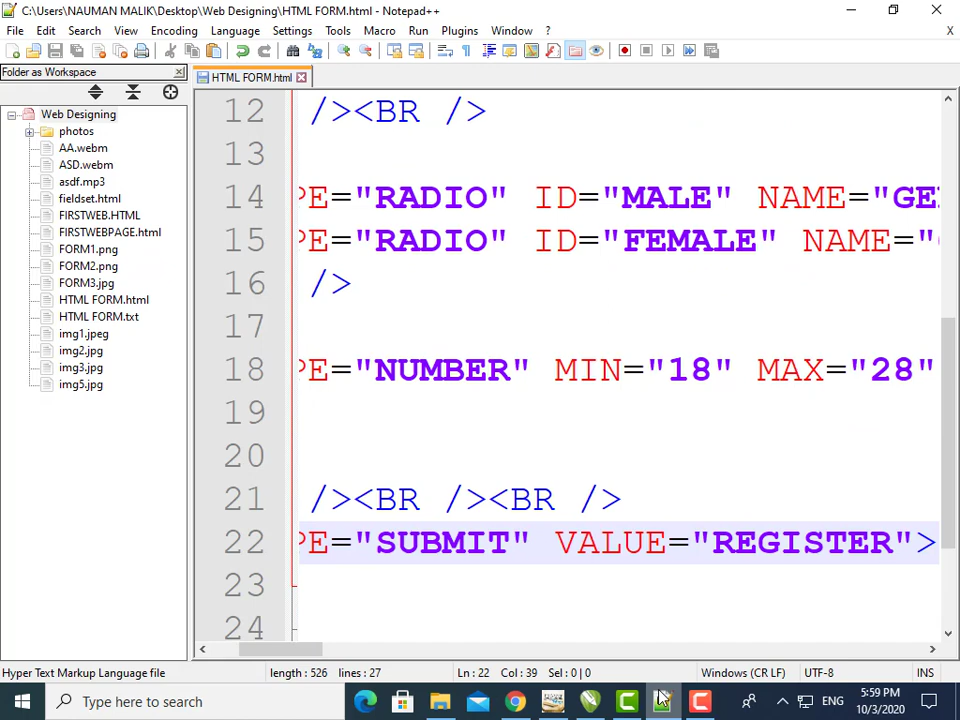 C:\Users\NAUMAN MALIK\Desktop\Web Designing\HTML FORM.html - Notepad++
File Edit Search View Encoding Language Settings Tools Macro Run Plugins Window ? X
Folder as Workspace
HTML FORM.html
Web Designing
photos
AA.webm
ASD.webm
asdf.mp3
fieldset.html
FIRSTWEB.HTML
FIRSTWEBPAGE.html
FORM1.png
FORM2.png
FORM3.jpg
HTML FORM.html
HTML FORM.txt
img1.jpeg
img2.jpg
img3.jpg
img5.jpg
12 /><BR />
13
14 PE="RADIO" ID="MALE" NAME="GE
15 PE="RADIO" ID="FEMALE" NAME="
16 />
17
18 PE="NUMBER" MIN="18" MAX="28"
19
20
21 /><BR /><BR />
22 PE="SUBMIT" VALUE="REGISTER">
23
24
Hyper Text Markup Language file length : 526 lines : 27 Ln : 22 Col : 39 Sel : 0 | 0 Windows (CR LF) UTF-8 INS
Type here to search
ENG
5:59 PM
10/3/2020